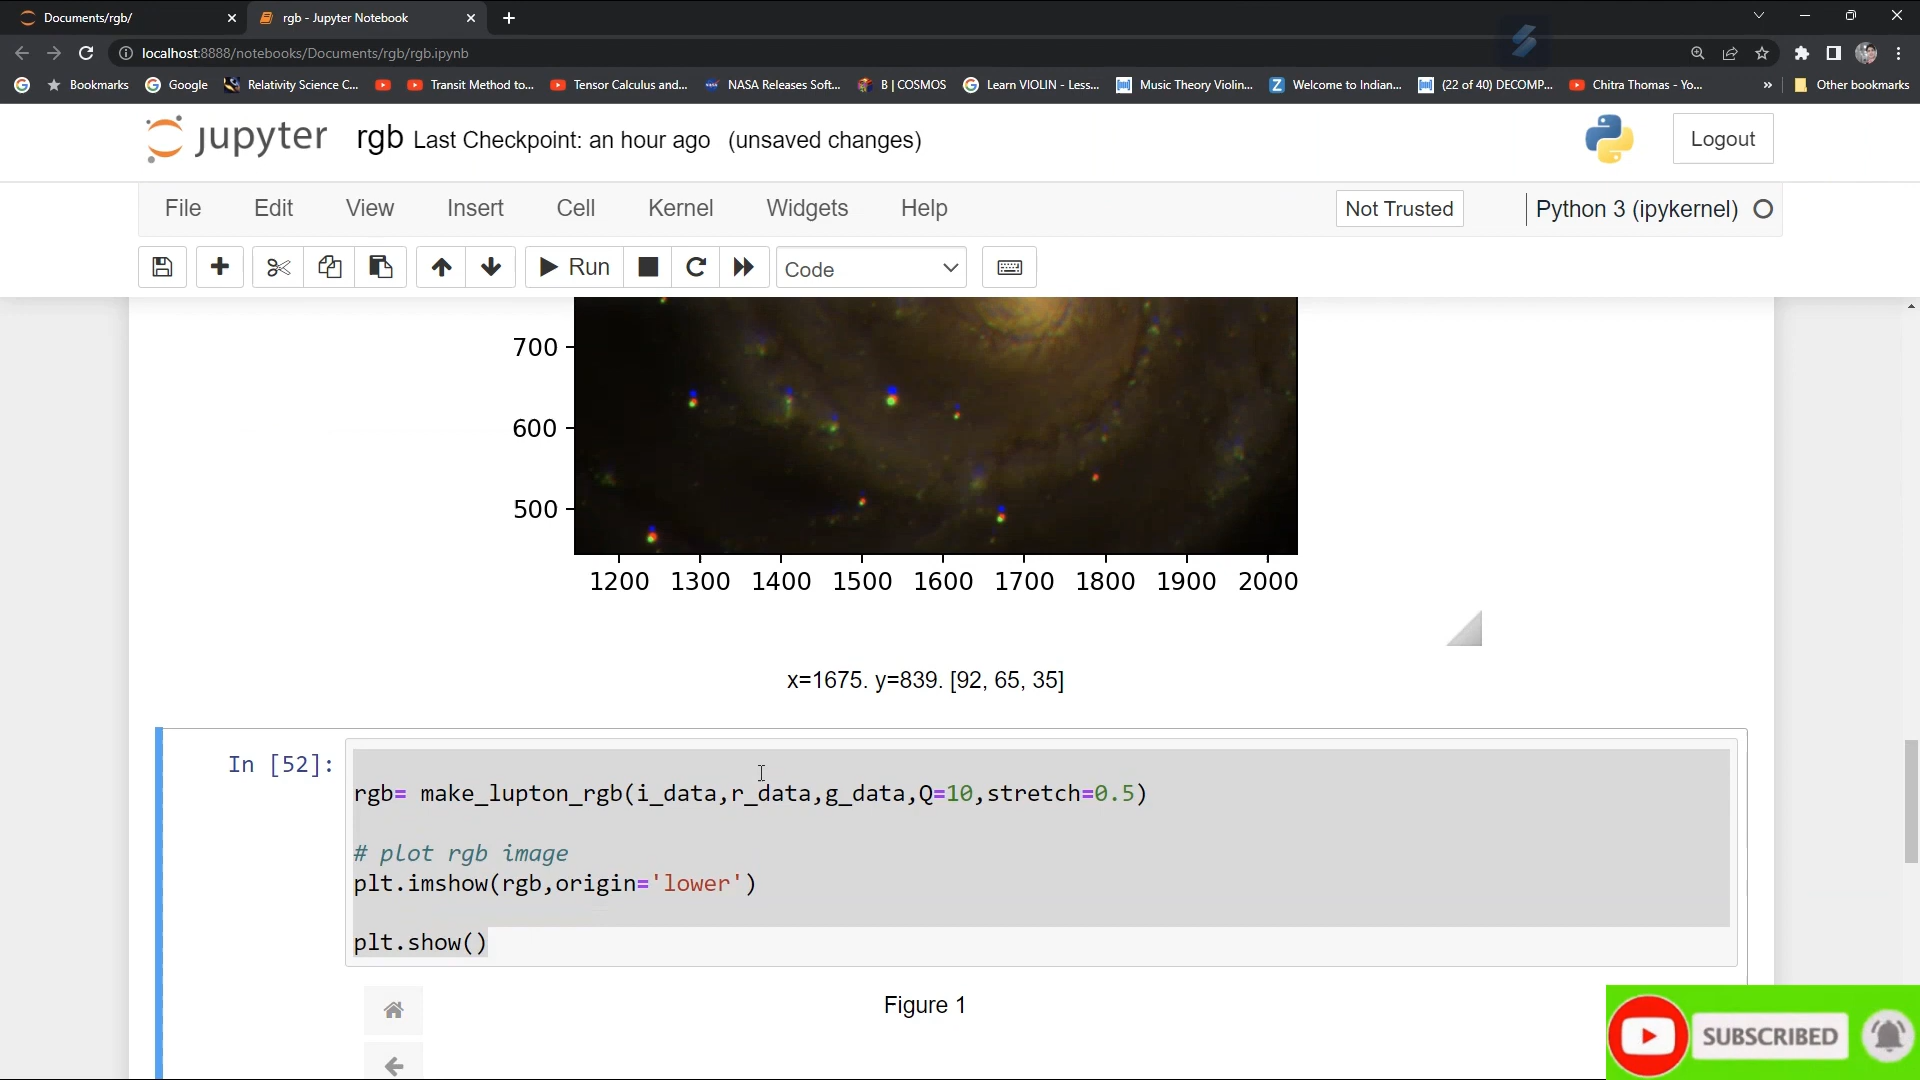 Documents/rgb/
rgb - Jupyter Notebook
localhost:8888/notebooks/Documents/rgb/rgb.ipynb
Bookmarks Google Relativity Science C... Transit Method to... Tensor Calculus and... NASA Releases Soft... B | COSMOS Learn VIOLIN - Less... Music Theory Violin... Welcome to Indian... (22 of 40) DECOMP... Chitra Thomas - Yo... » Other bookmarks
jupyter rgb Last Checkpoint: an hour ago (unsaved changes) Logout
File Edit View Insert Cell Kernel Widgets Help Not Trusted Python 3 (ipykernel)
Run Code
700
600
500
1200 1300 1400 1500 1600 1700 1800 1900 2000
x=1675. y=839. [92, 65, 35]
In [52]:
rgb= make_lupton_rgb(i_data,r_data,g_data,Q=10,stretch=0.5)
# plot rgb image
plt.imshow(rgb,origin='lower')
plt.show()
Figure 1
SUBSCRIBED